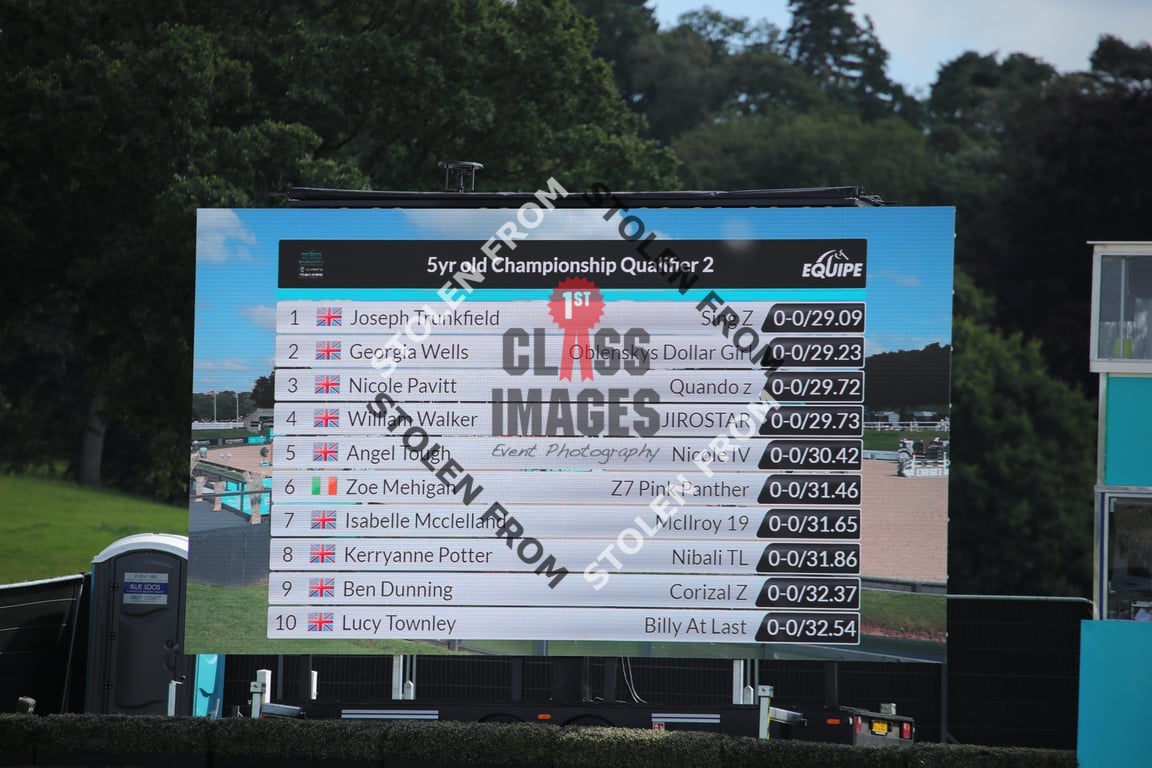 5yr old Championship Qualifier 2
EQUIPE
1 Joseph Trunkfield Sing Z 0-0/29.09
2 Georgia Wells Oblenskys Dollar Girl 0-0/29.23
3 Nicole Pavitt Quando z 0-0/29.72
4 William Walker JIROSTAR 0-0/29.73
5 Angel Tough Nicole IV 0-0/30.42
6 Zoe Mehigan Z7 Pink Panther 0-0/31.46
7 Isabelle Mcclelland McIlroy 19 0-0/31.65
8 Kerryanne Potter Nibali TL 0-0/31.86
9 Ben Dunning Corizal Z 0-0/32.37
10 Lucy Townley Billy At Last 0-0/32.54
1ST
CLASS
IMAGES
Event Photography
STOLEN FROM
STOLEN FROM
STOLEN FROM
STOLEN FROM
EVENT HIRE
BLUE LOOS